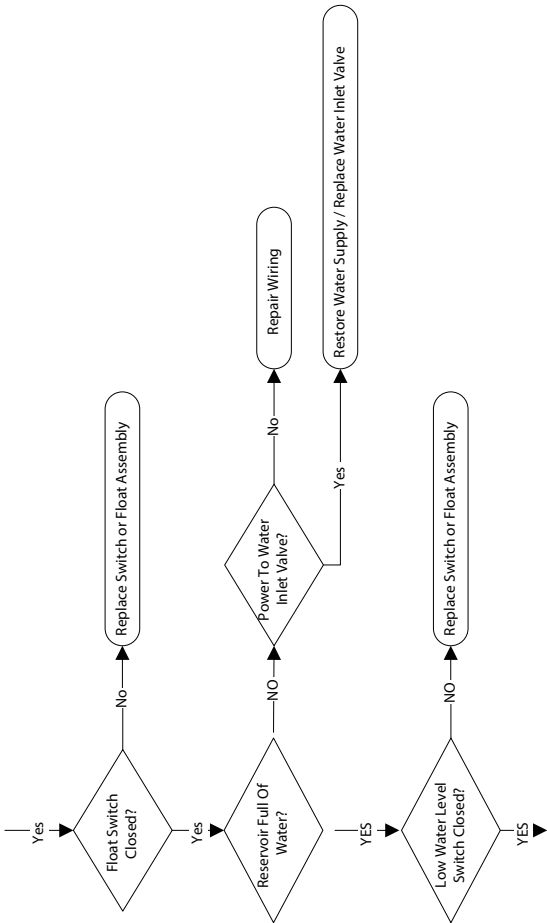 Yes
Float Switch
Closed?
No
Replace Switch or Float Assembly
Yes
Reservoir Full Of
Water?
NO
Power To Water
Inlet Valve?
No
Repair Wiring
Yes
Restore Water Supply / Replace Water Inlet Valve
YES
Low Water Level
Switch Closed?
NO
Replace Switch or Float Assembly
YES